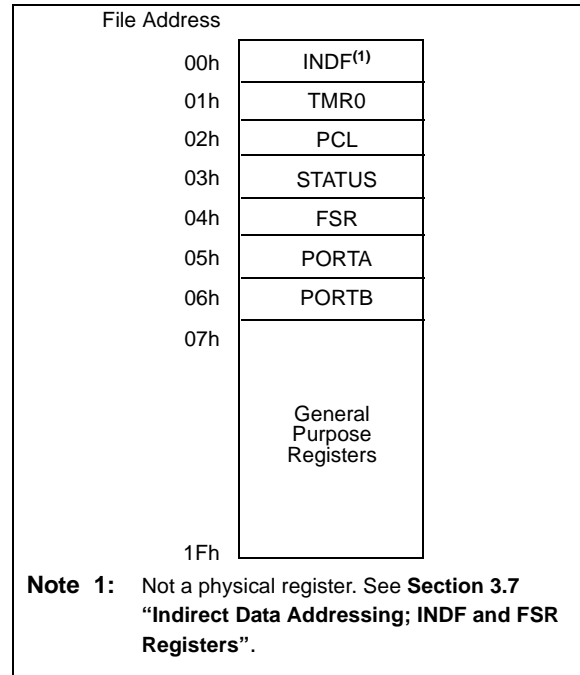 File Address
00h INDF(1)
01h TMR0
02h PCL
03h STATUS
04h FSR
05h PORTA
06h PORTB
07h
General
Purpose
Registers
1Fh
Note 1: Not a physical register. See Section 3.7
“Indirect Data Addressing; INDF and FSR
Registers”.